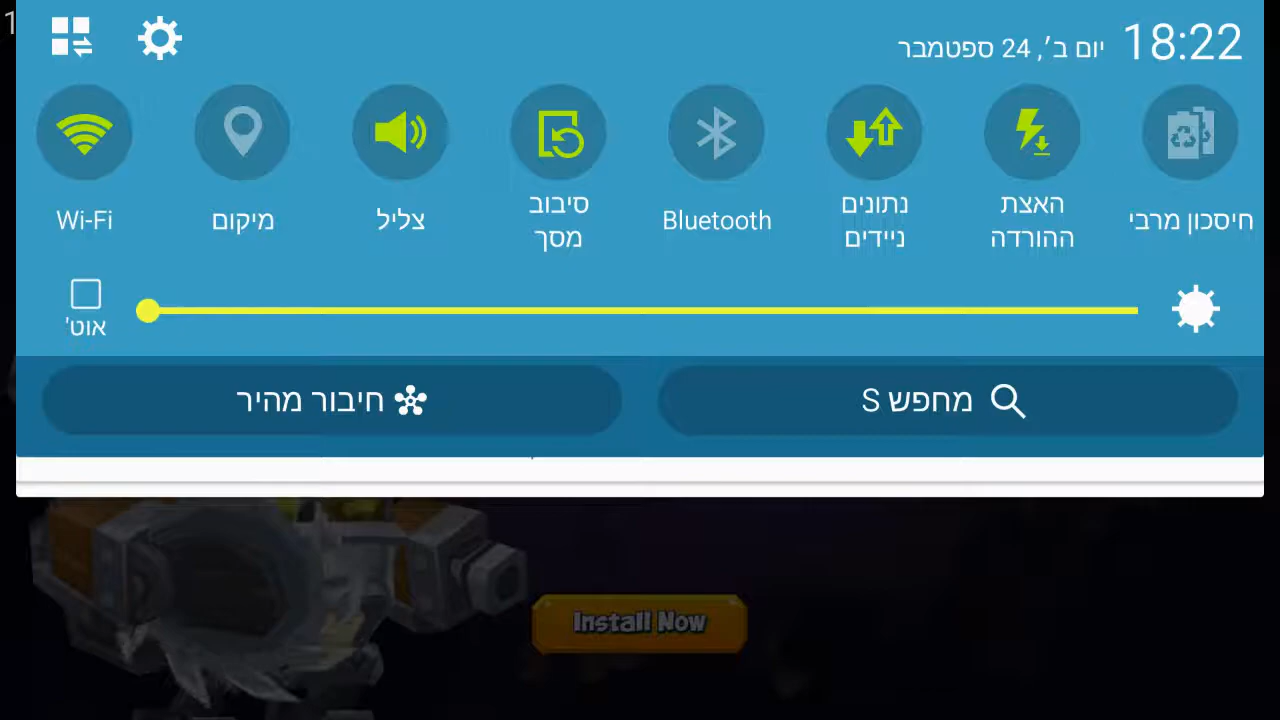 1
יום ב׳, 24 ספטמבר 18:22
Wi-Fi
מיקום
צליל
סיבוב
מסך
Bluetooth
נתונים
ניידים
האצת
ההורדה
חיסכון מרבי
אוט'
חיבור מהיר
מחפש S
Install Now